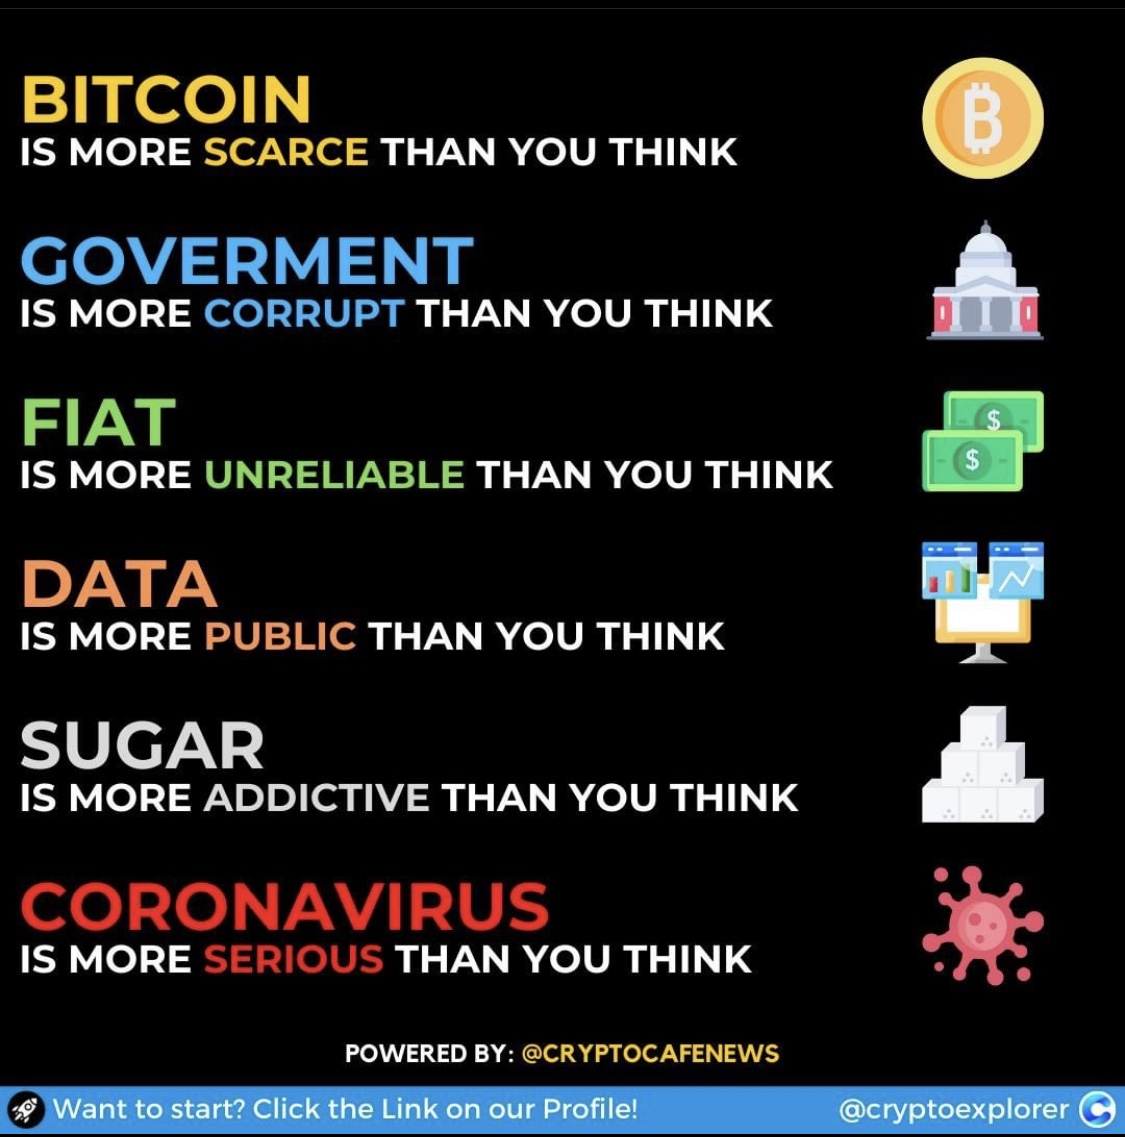 BITCOIN
IS MORE SCARCE THAN YOU THINK
GOVERMENT
IS MORE CORRUPT THAN YOU THINK
FIAT
IS MORE UNRELIABLE THAN YOU THINK
DATA
IS MORE PUBLIC THAN YOU THINK
SUGAR
IS MORE ADDICTIVE THAN YOU THINK
CORONAVIRUS
IS MORE SERIOUS THAN YOU THINK
POWERED BY: @CRYPTOCAFENEWS
Want to start? Click the Link on our Profile! @cryptoexplorer